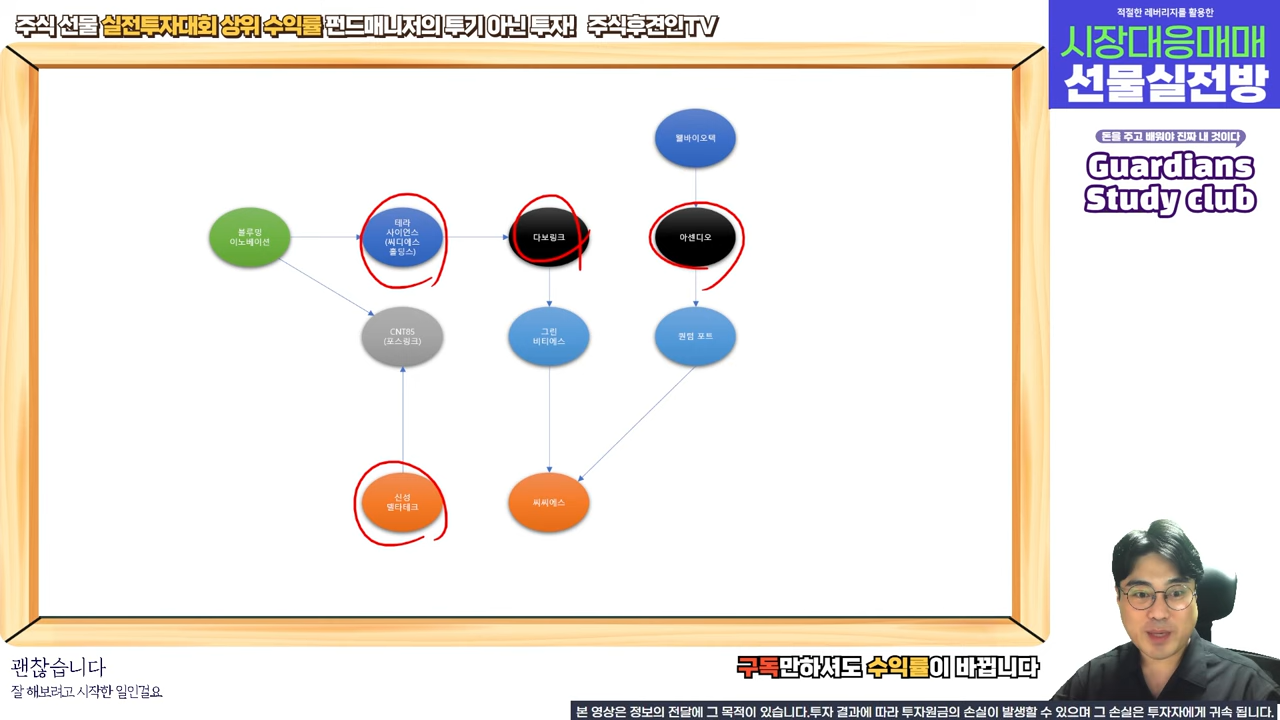 주식 선물 실전투자대회 상위 수익률 펀드매니저의 투기 아닌 투자! 주식후견인TV
적절한 레버리지를 활용한
시장대응매매
선물실전방
돈을 주고 배워야 진짜 내 것이다
Guardians
Study club
웰바이오텍
블루밍
이노베이션
테라
사이언스
(씨디에스
홀딩스)
다보링크
아센디오
CNT85
(포스링크)
그린
비티에스
퀀텀 포트
신성
델타테크
씨씨에스
괜찮습니다
잘 해보려고 시작한 일인걸요
구독만하셔도 수익률이 바뀝니다
본 영상은 정보의 전달에 그 목적이 있습니다.투자 결과에 따라 투자원금의 손실이 발생할 수 있으며 그 손실은 투자자에게 귀속 됩니다.